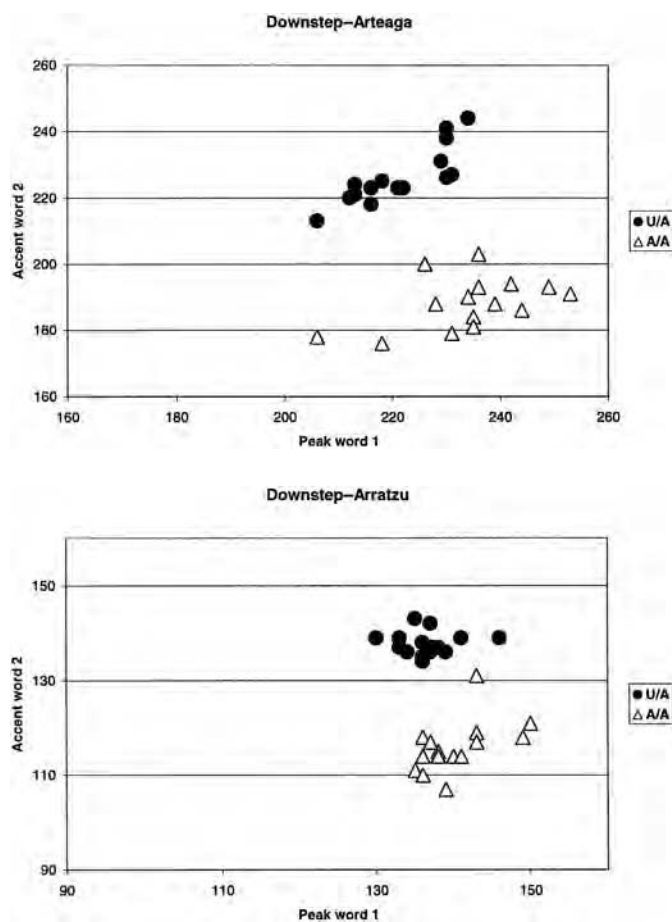 Downstep–Arteaga
260
240
220
200
180
160
160 180 200 220 240 260
Accent word 2
Peak word 1
U/A
A/A
Downstep–Arratzu
150
130
110
90
90 110 130 150
Accent word 2
Peak word 1
U/A
A/A